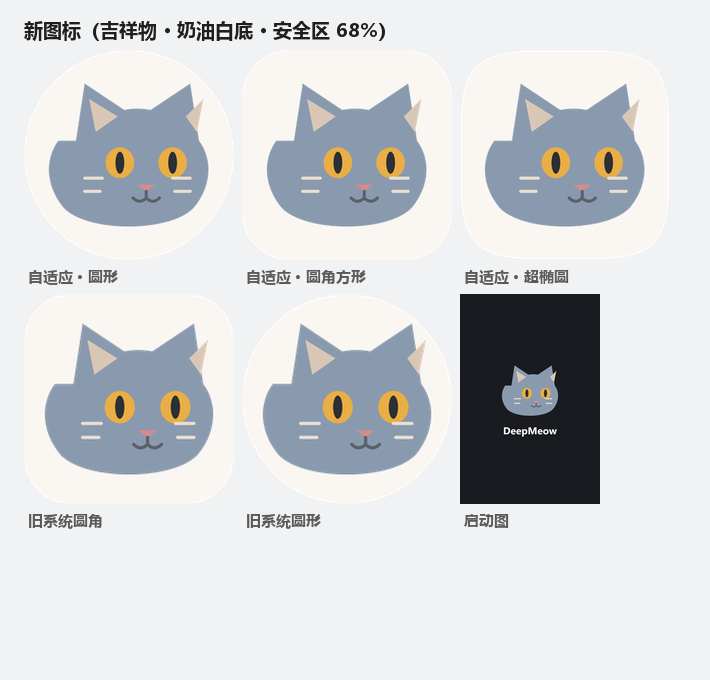 新图标（吉祥物・奶油白底・安全区 68%）
自适应・圆形
自适应・圆角方形
自适应・超椭圆
DeepMeow
旧系统圆角
旧系统圆形
启动图